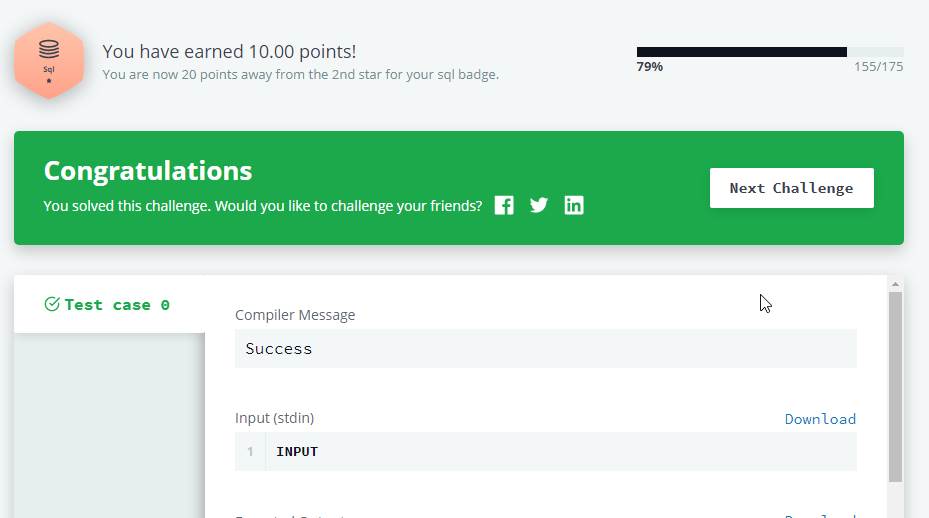 Sql
You have earned 10.00 points!
You are now 20 points away from the 2nd star for your sql badge.
79%
155/175
Congratulations
You solved this challenge. Would you like to challenge your friends?
Next Challenge
Test case 0
Compiler Message
Success
Input (stdin)
Download
1
INPUT